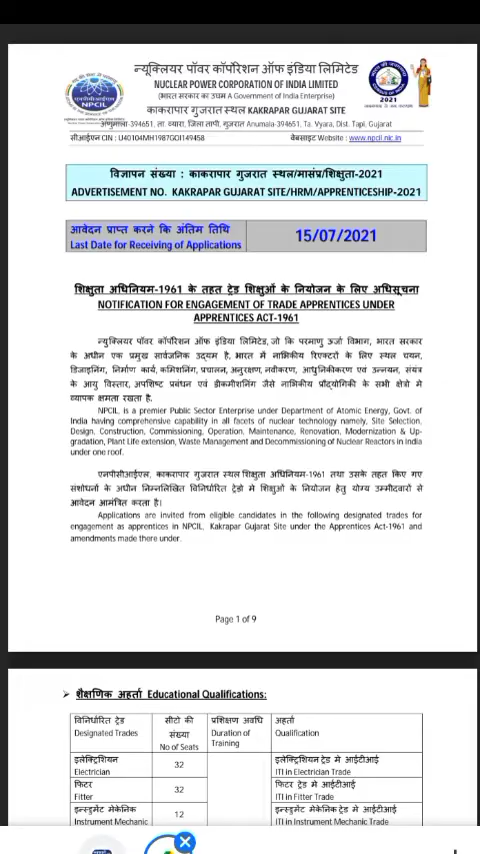 न्यूक्लियर पॉवर कॉर्पोरेशन ऑफ इंडिया लिमिटेड
NUCLEAR POWER CORPORATION OF INDIA LIMITED
(भारत सरकार का उद्यम A Government of India Enterprise)
काकरापार गुजरात स्थल KAKRAPAR GUJARAT SITE
अणुमाला-394651, ता. व्यारा, जिला तापी, गुजरात Anumala-394651, Ta. Vyara, Dist. Tapi, Gujarat
सीआईएन CIN : U40104MH1987GOI149458 वेबसाइट Website : www.npcil.nic.in
NPCIL
2021
विज्ञापन संख्या : काकरापार गुजरात स्थल/मासंप्र/शिक्षुता-2021
ADVERTISEMENT NO. KAKRAPAR GUJARAT SITE/HRM/APPRENTICESHIP-2021
आवेदन प्राप्त करने कि अंतिम तिथि
Last Date for Receiving of Applications
15/07/2021
शिक्षुता अधिनियम-1961 के तहत ट्रेड शिक्षुओं के नियोजन के लिए अधिसूचना
NOTIFICATION FOR ENGAGEMENT OF TRADE APPRENTICES UNDER
APPRENTICES ACT-1961
न्युक्लियर पॉवर कॉर्पोरेशन ऑफ इंडिया लिमिटेड, जो कि परमाणु ऊर्जा विभाग, भारत सरकार
के अधीन एक प्रमुख सार्वजनिक उद्यम है, भारत में नाभिकीय रिएक्टरों के लिए स्थल चयन,
डिजाइनिंग, निर्माण कार्य, कमिशनिंग, प्रचालन, अनुरक्षण, नवीकरण, आधुनिकीकरण एवं उन्नयन, संयंत्र
के आयु विस्तार, अपशिष्ट प्रबंधन एवं डीकमीशनिंग जैसे नाभिकीय प्रौद्योगिकी के सभी क्षेत्रो मे
व्यापक क्षमता रखता है।
NPCIL, is a premier Public Sector Enterprise under Department of Atomic Energy, Govt. of
India having comprehensive capability in all facets of nuclear technology namely, Site Selection,
Design, Construction, Commissioning, Operation, Maintenance, Renovation, Modernization & Up-
gradation, Plant Life extension, Waste Management and Decommissioning of Nuclear Reactors in India
under one roof.
एनपीसीआईएल, काकरापार गुजरात स्थल शिक्षुता अधिनियम-1961 तथा उसके तहत किए गए
संशोधनों के अधीन निम्नलिखित विनिर्धारित ट्रेडो मे शिक्षुओं के नियोजन हेतु योग्य उम्मीदवारों से
आवेदन आमंत्रित करता है।
Applications are invited from eligible candidates in the following designated trades for
engagement as apprentices in NPCIL, Kakrapar Gujarat Site under the Apprentices Act-1961 and
amendments made there under.
Page 1 of 9
➢ शैक्षणिक अहर्ता Educational Qualifications:
विनिर्धारित ट्रेड
Designated Trades
सीटो की
संख्या
No of Seats
प्रशिक्षण अवधि
Duration of
Training
अहर्ता
Qualification
इलेक्ट्रिशियन
Electrician
32
इलेक्ट्रिशियन ट्रेड मे आईटीआई
ITI in Electrician Trade
फिटर
Fitter
32
फिटर ट्रेड मे आईटीआई
ITI in Fitter Trade
इन्स्ट्रुमेंट मेकेनिक
Instrument Mechanic
12
इन्स्ट्रुमेंट मेकेनिक ट्रेड मे आईटीआई
ITI in Instrument Mechanic Trade